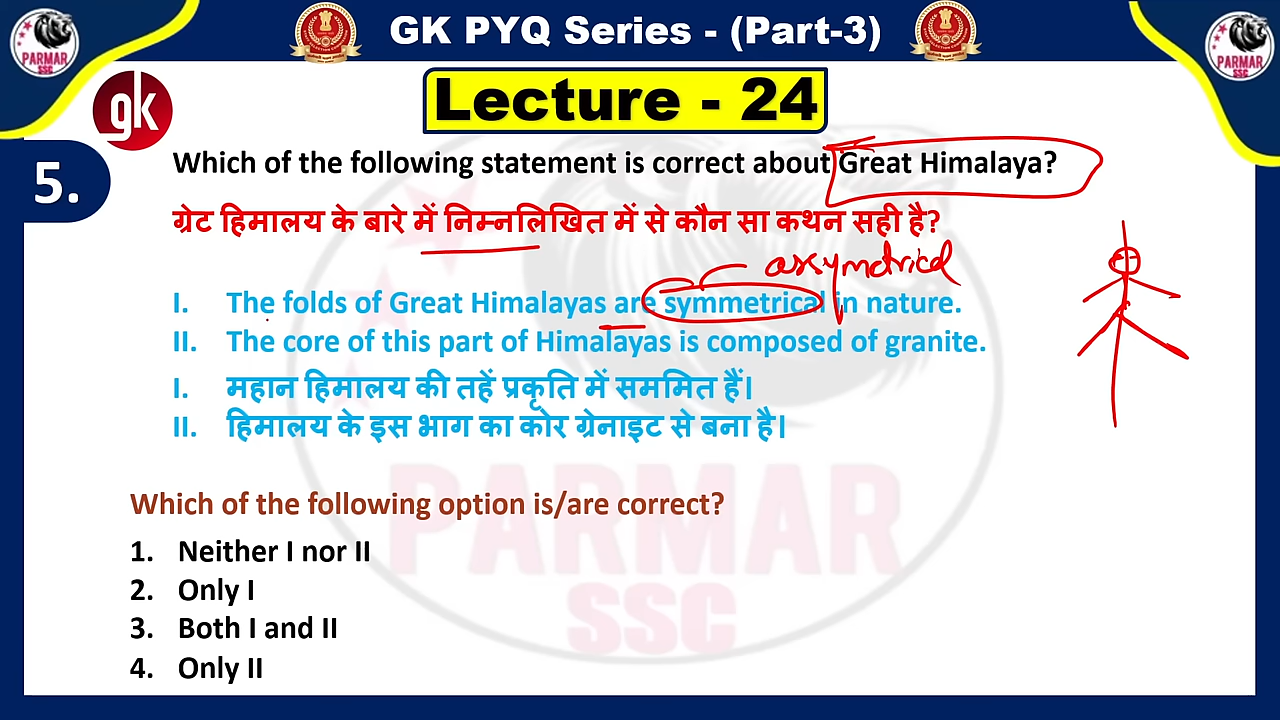 GK PYQ Series - (Part-3)
PARMAR
SSC
PARMAR
SSC
gk
Lecture - 24
5.
Which of the following statement is correct about Great Himalaya?
ग्रेट हिमालय के बारे में निम्नलिखित में से कौन सा कथन सही है?
assymetrical
I. The folds of Great Himalayas are symmetrical in nature.
II. The core of this part of Himalayas is composed of granite.
I. महान हिमालय की तहें प्रकृति में सममित हैं।
II. हिमालय के इस भाग का कोर ग्रेनाइट से बना है।
Which of the following option is/are correct?
1. Neither I nor II
2. Only I
3. Both I and II
4. Only II
PARMAR
SSC